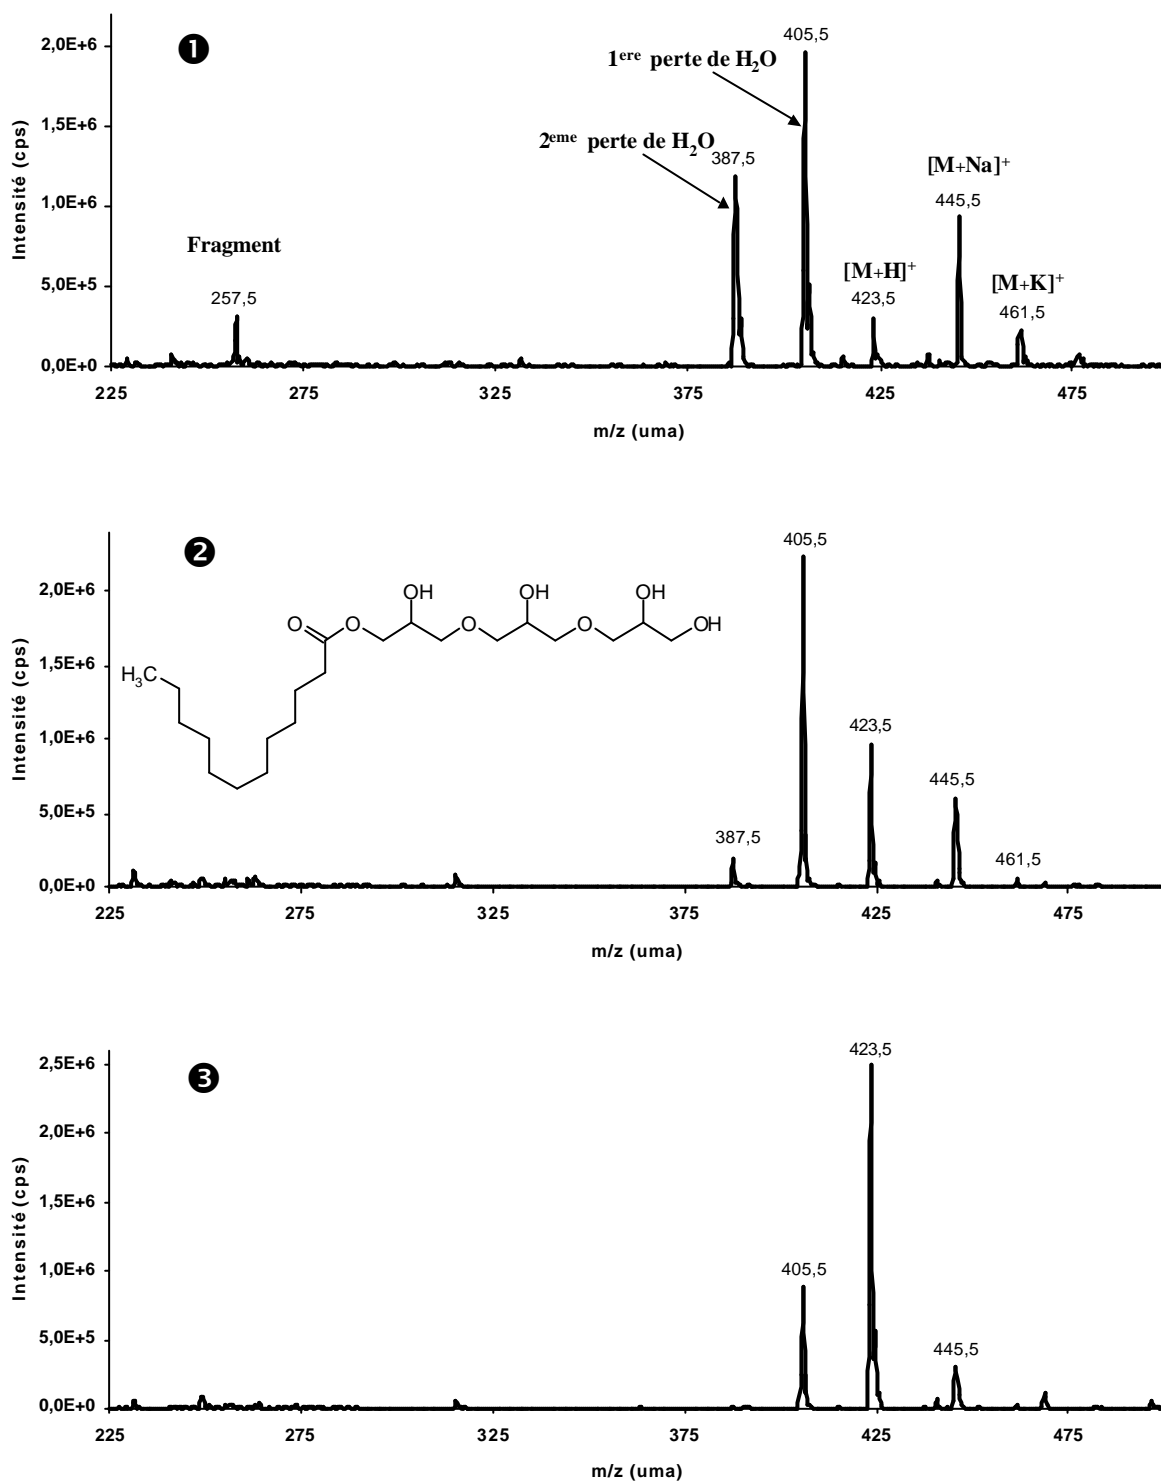 ❶
2,0E+6
1,5E+6
1,0E+6
5,0E+5
0,0E+0
Intensité (cps)
1ere perte de H2O
405,5
2eme perte de H2O
387,5
[M+Na]+
445,5
Fragment
257,5
[M+H]+
423,5
[M+K]+
461,5
225 275 325 375 425 475
m/z (uma)
❷
2,0E+6
1,5E+6
1,0E+6
5,0E+5
0,0E+0
Intensité (cps)
OH OH OH
O O O O OH
H3C
405,5
423,5
445,5
387,5
461,5
225 275 325 375 425 475
m/z (uma)
❸
2,5E+6
2,0E+6
1,5E+6
1,0E+6
5,0E+5
0,0E+0
Intensité (cps)
423,5
405,5
445,5
225 275 325 375 425 475
m/z (uma)